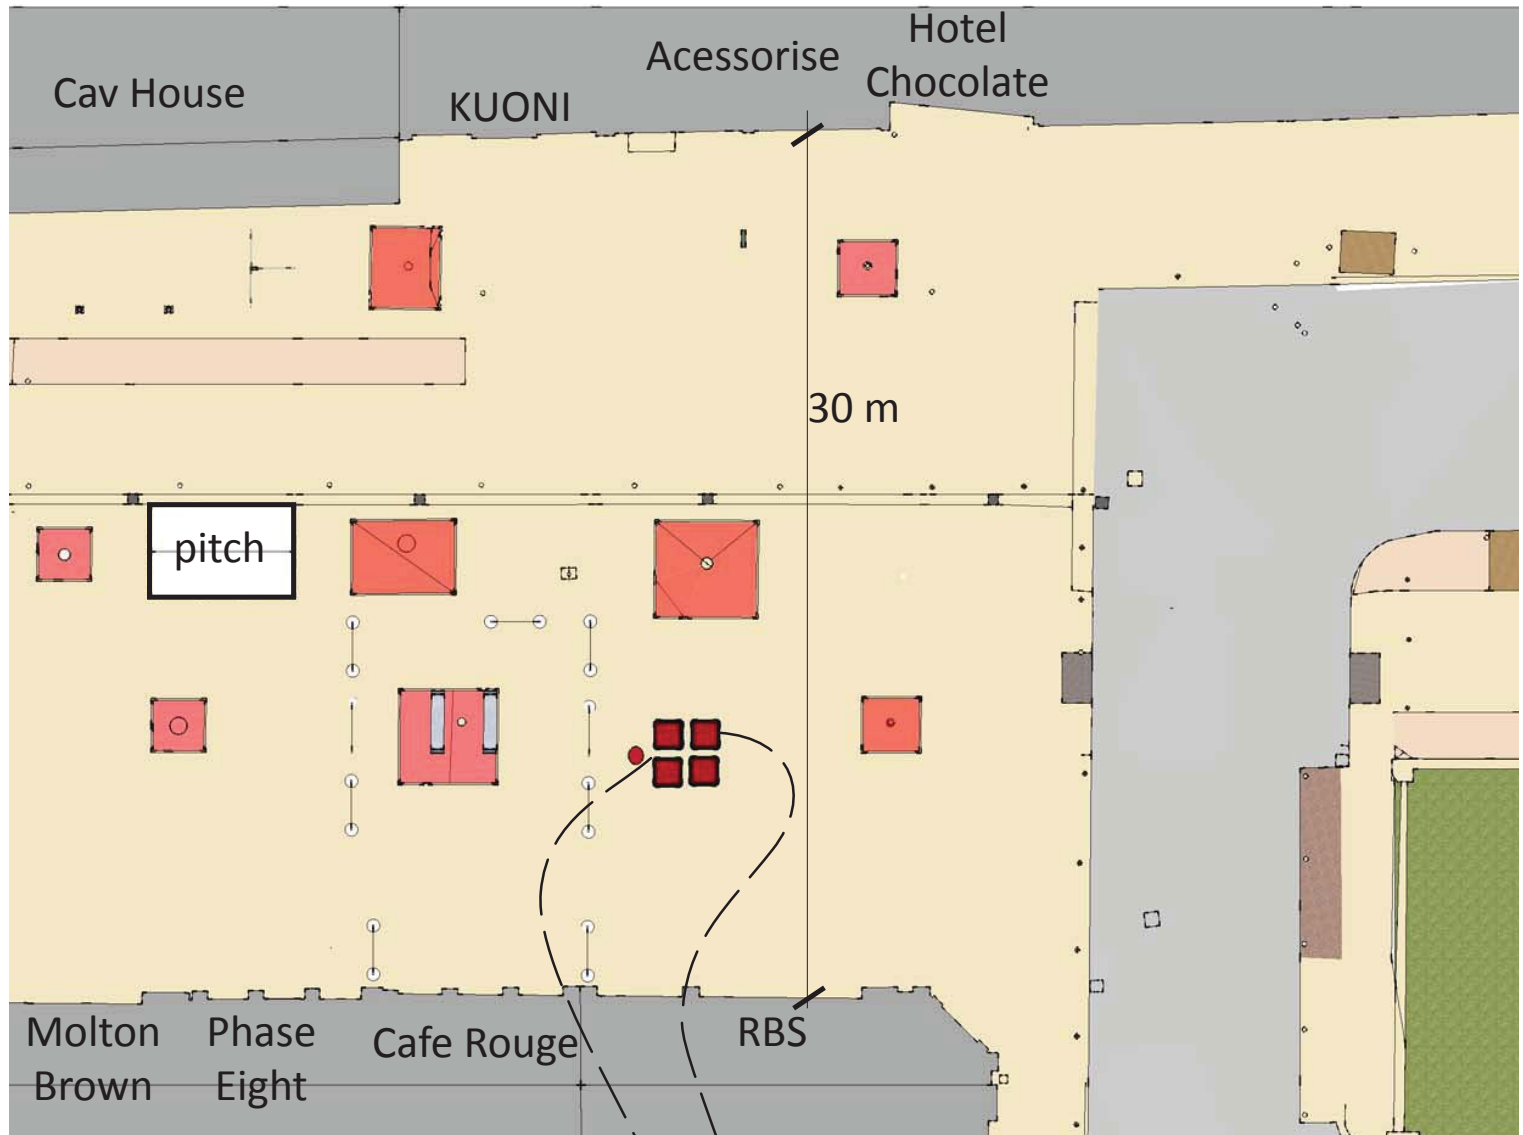 Cav House
KUONI
Acessorise
Hotel
Chocolate
30 m
pitch
Molton
Brown
Phase
Eight
Cafe Rouge
RBS